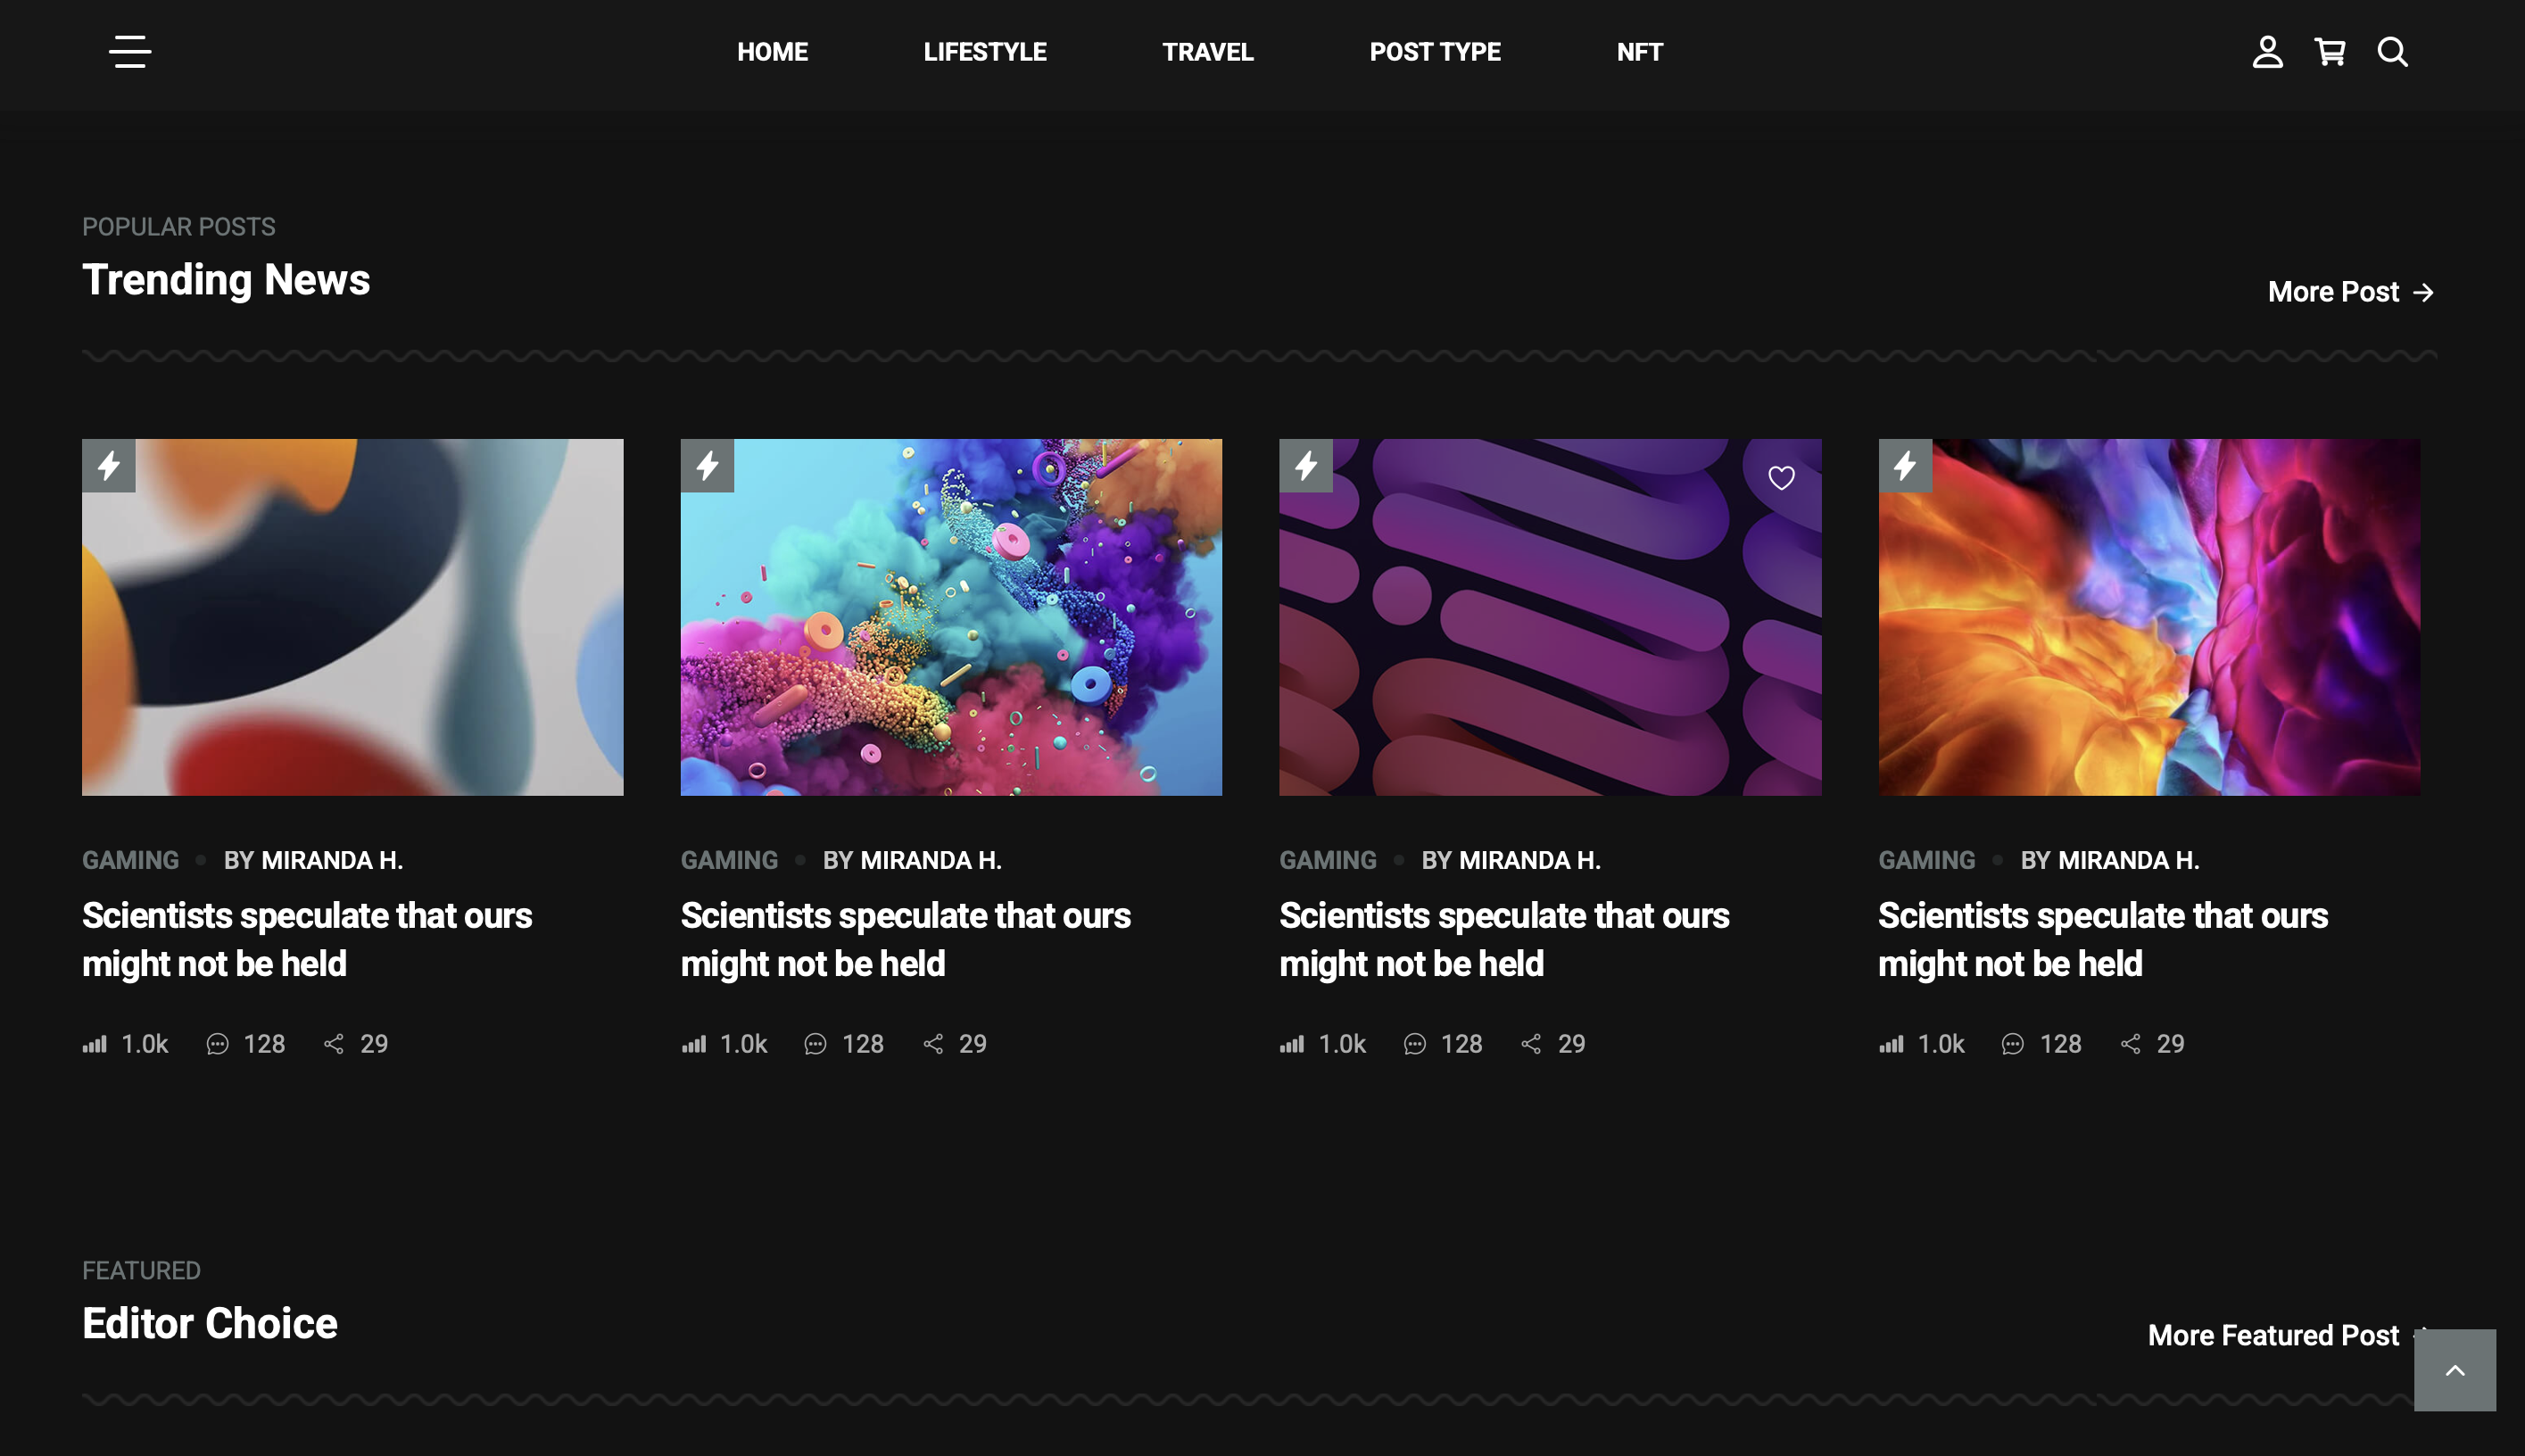 HOME LIFESTYLE TRAVEL POST TYPE NFT
POPULAR POSTS
Trending News
More Post
GAMING BY MIRANDA H.
Scientists speculate that ours
might not be held
1.0k 128 29
GAMING BY MIRANDA H.
Scientists speculate that ours
might not be held
1.0k 128 29
GAMING BY MIRANDA H.
Scientists speculate that ours
might not be held
1.0k 128 29
GAMING BY MIRANDA H.
Scientists speculate that ours
might not be held
1.0k 128 29
FEATURED
Editor Choice
More Featured Post